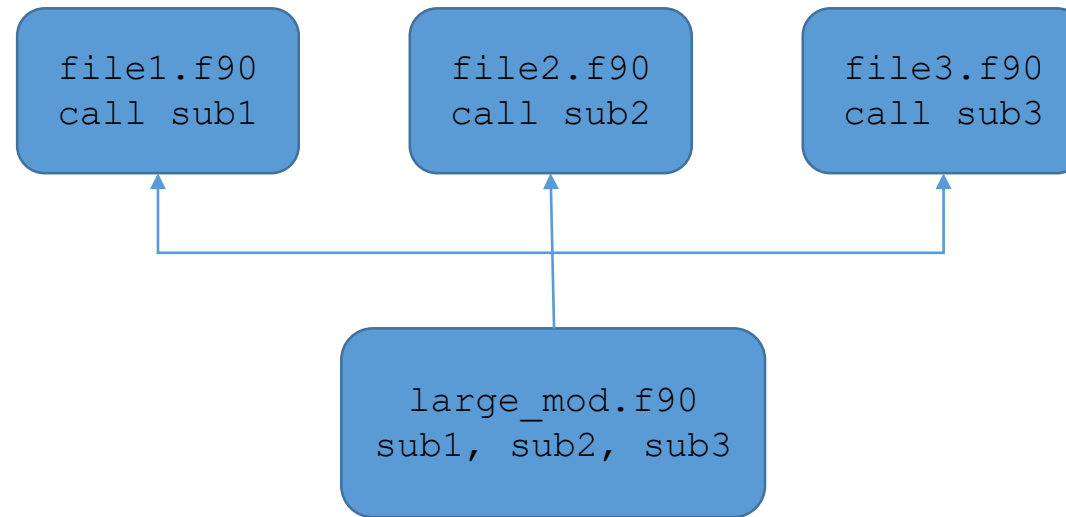 file1.f90
call sub1
file2.f90
call sub2
file3.f90
call sub3
large_mod.f90
sub1, sub2, sub3